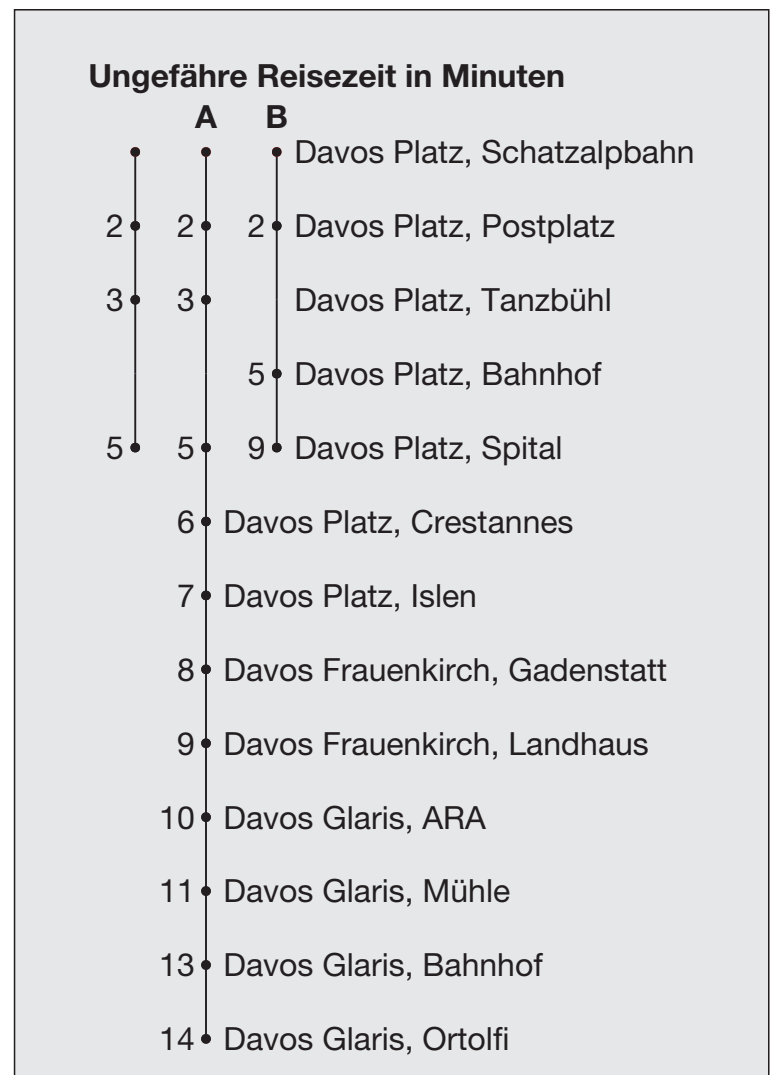 Ungefähre Reisezeit in Minuten
A B
Davos Platz, Schatzalpbahn
2 2 2 Davos Platz, Postplatz
3 3 Davos Platz, Tanzbühl
5 Davos Platz, Bahnhof
5 5 9 Davos Platz, Spital
6 Davos Platz, Crestannes
7 Davos Platz, Islen
8 Davos Frauenkirch, Gadenstatt
9 Davos Frauenkirch, Landhaus
10 Davos Glaris, ARA
11 Davos Glaris, Mühle
13 Davos Glaris, Bahnhof
14 Davos Glaris, Ortolfi